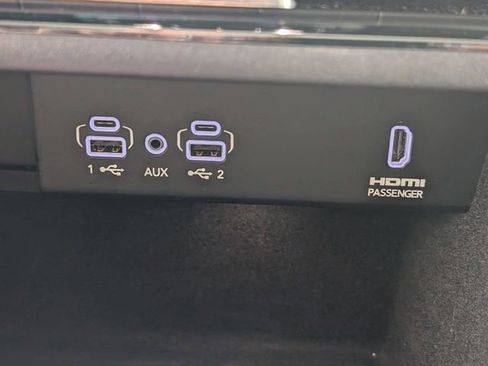 1 AUX 2
HDMI
PASSENGER